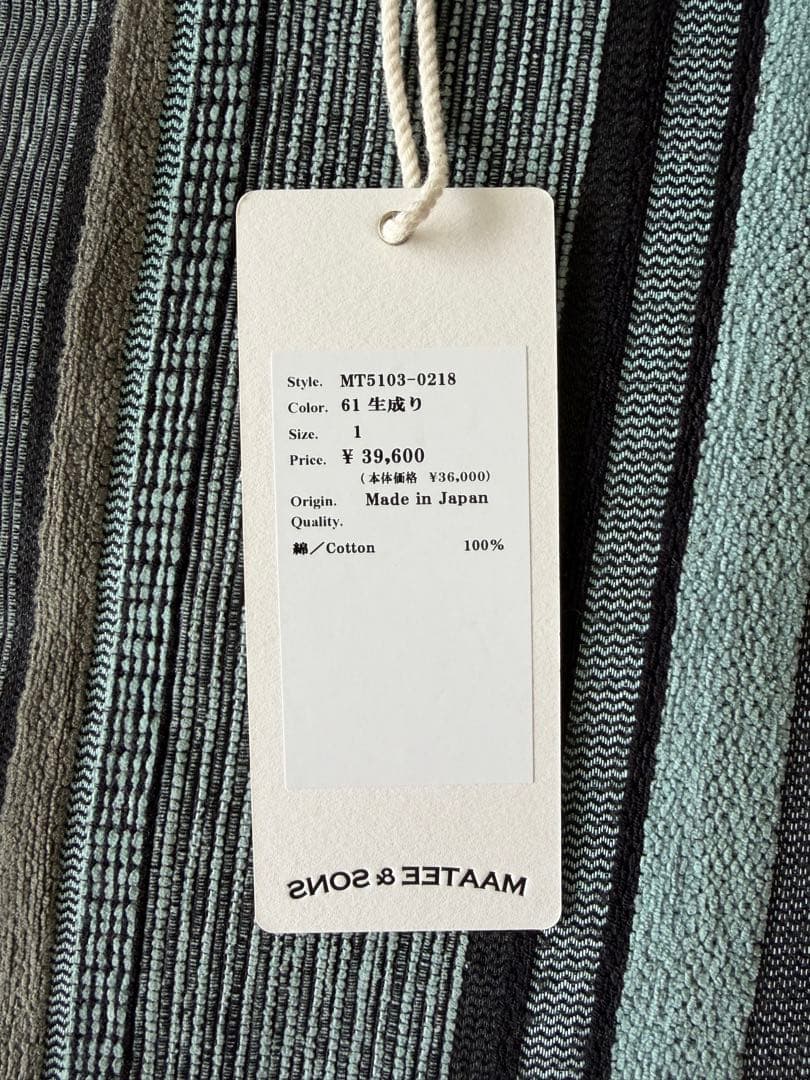 Style. MT5103-0218
Color. 61 生成り
Size. 1
Price. ¥ 39,600
(本体価格 ¥36,000)
Origin. Made in Japan
Quality.
綿／Cotton 100%
MAATEE & SONS